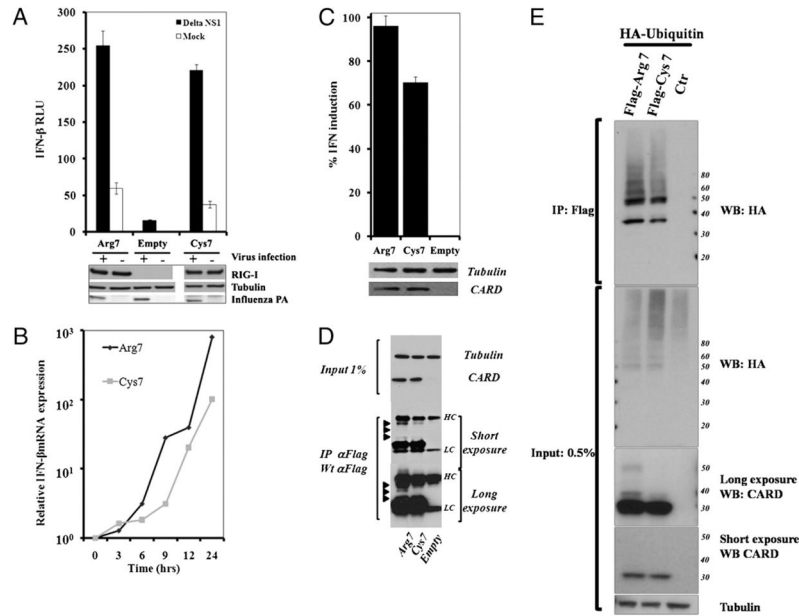 A
Delta NS1
Mock
IFN-β RLU
300
250
200
150
100
50
0
Arg7 Empty Cys7
+ - + - + - Virus infection
RIG-I
Tubulin
Influenza PA
B
Relative IFN-βmRNA expression
10³
10²
10¹
10⁰
Arg7
Cys7
0 3 6 9 12 24
Time (hrs)
C
% IFN induction
100
80
60
40
20
0
Arg7 Cys7 Empty
Tubulin
CARD
D
Input 1%
Tubulin
CARD
IP αFlag
Wt αFlag
HC
LC
Short
exposure
HC
LC
Long
exposure
Arg7 Cys7 Empty
E
HA-Ubiquitin
Flag-Arg 7 Flag-Cys 7 Ctr
IP: Flag
80
60
50
40
30
20
WB: HA
Input: 0.5%
80
60
50
40
30
20
WB: HA
50
40
30
Long exposure
WB: CARD
50
40
30
Short exposure
WB CARD
Tubulin